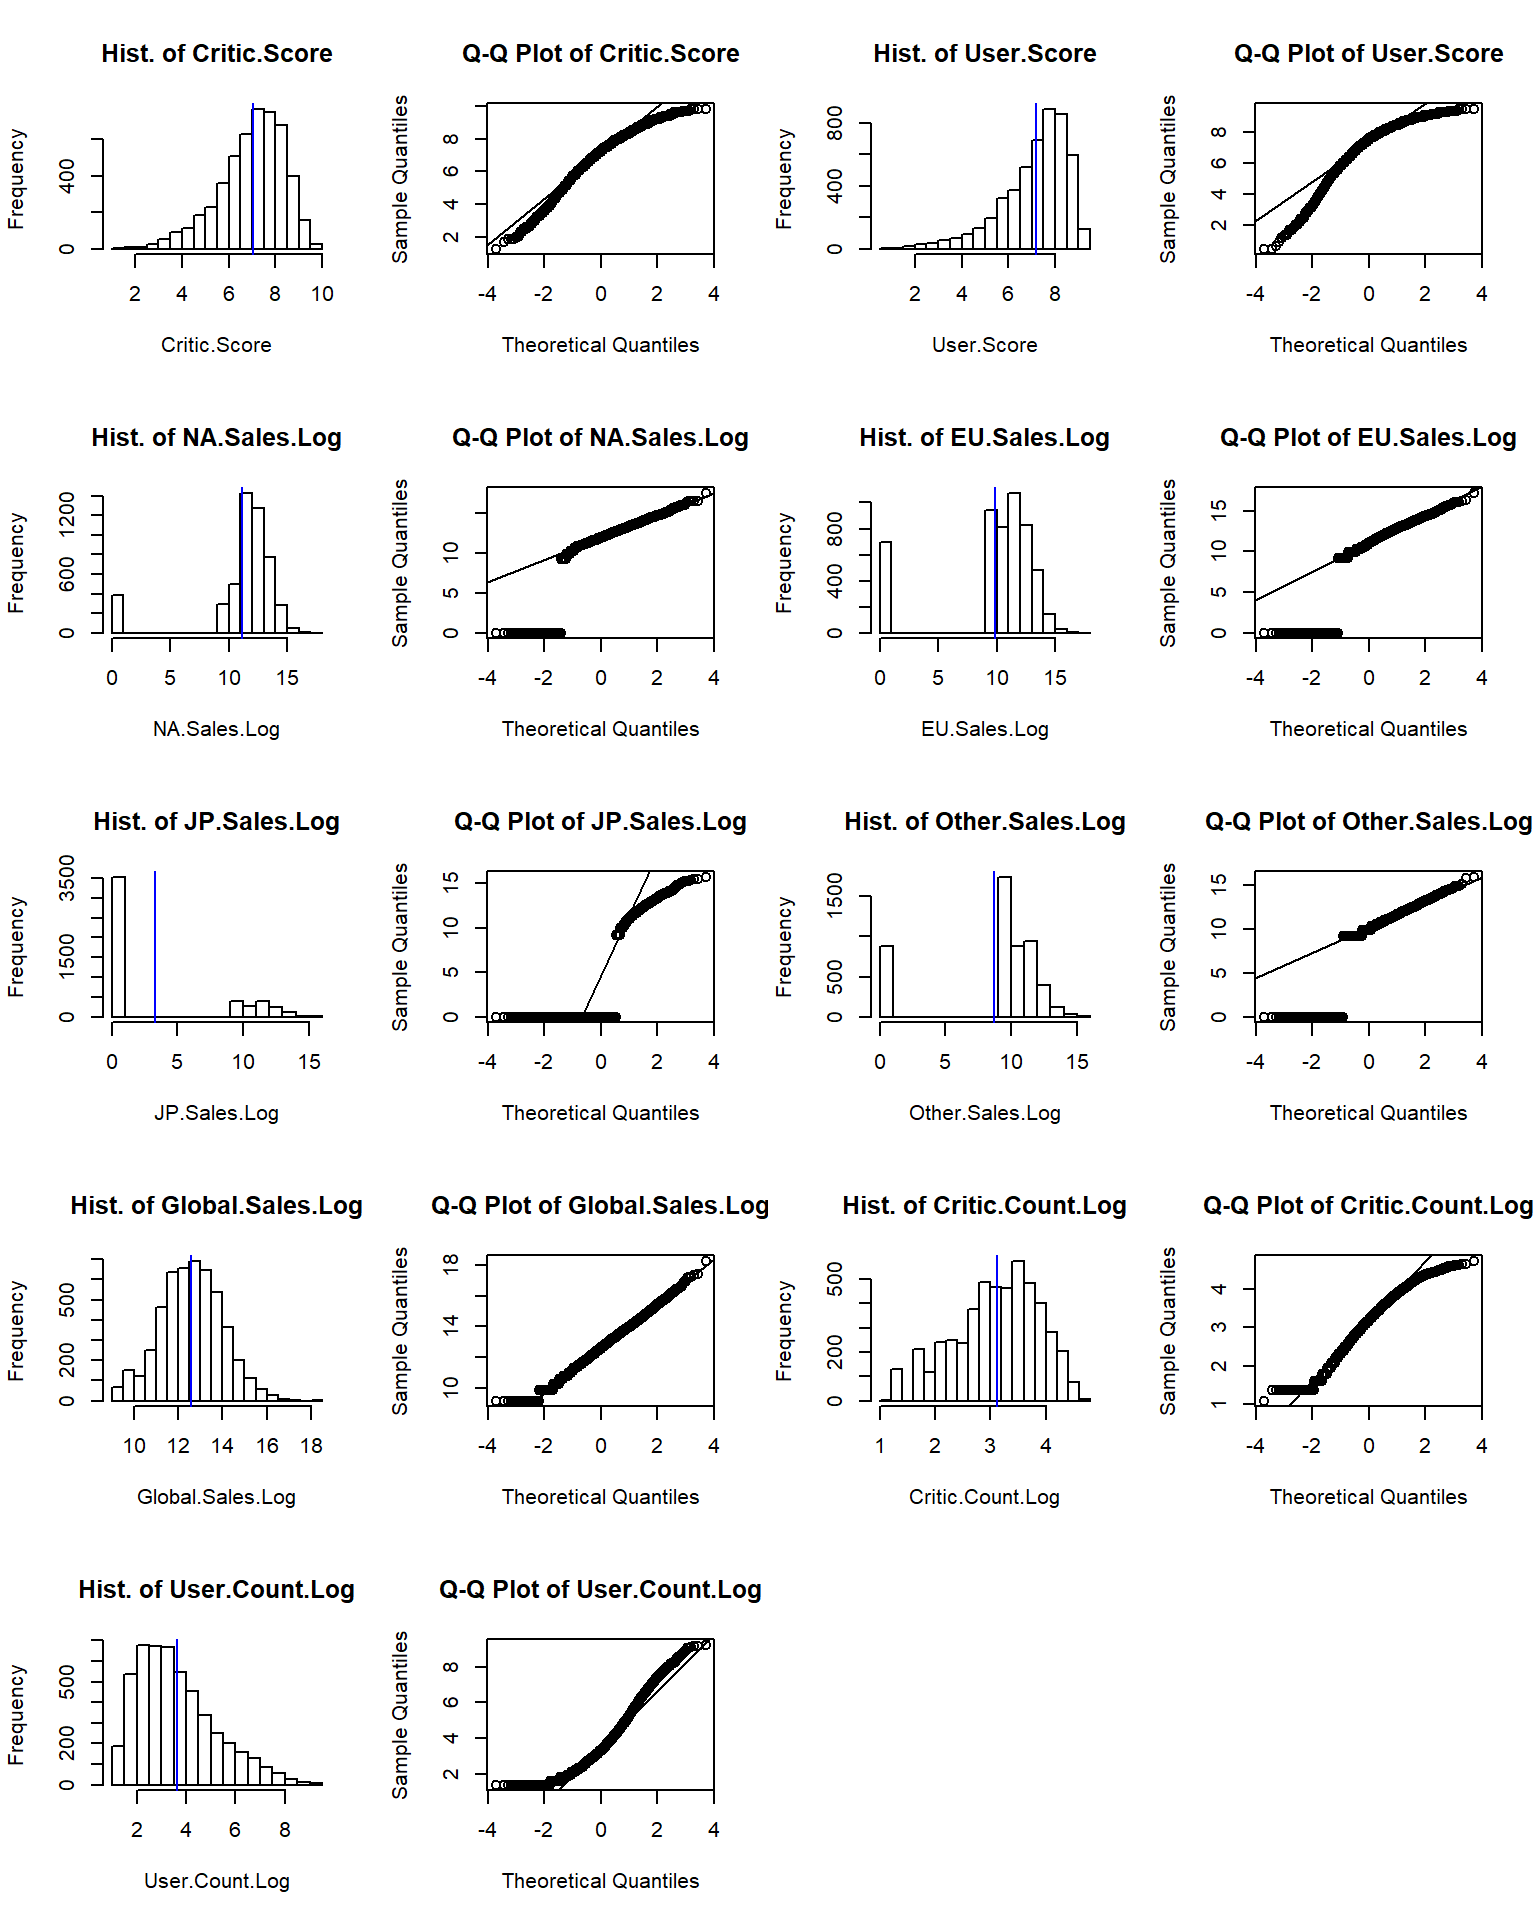 Hist. of Critic.Score
Frequency
0 400
2 4 6 8 10
Critic.Score
Q-Q Plot of Critic.Score
Sample Quantiles
2 4 6 8
-4 -2 0 2 4
Theoretical Quantiles
Hist. of User.Score
Frequency
0 400 800
2 4 6 8
User.Score
Q-Q Plot of User.Score
Sample Quantiles
2 4 6 8
-4 -2 0 2 4
Theoretical Quantiles
Hist. of NA.Sales.Log
Frequency
0 600 1200
0 5 10 15
NA.Sales.Log
Q-Q Plot of NA.Sales.Log
Sample Quantiles
0 5 10
-4 -2 0 2 4
Theoretical Quantiles
Hist. of EU.Sales.Log
Frequency
0 400 800
0 5 10 15
EU.Sales.Log
Q-Q Plot of EU.Sales.Log
Sample Quantiles
0 5 10 15
-4 -2 0 2 4
Theoretical Quantiles
Hist. of JP.Sales.Log
Frequency
0 1500 3500
0 5 10 15
JP.Sales.Log
Q-Q Plot of JP.Sales.Log
Sample Quantiles
0 5 10 15
-4 -2 0 2 4
Theoretical Quantiles
Hist. of Other.Sales.Log
Frequency
0 500 1500
0 5 10 15
Other.Sales.Log
Q-Q Plot of Other.Sales.Log
Sample Quantiles
0 5 10 15
-4 -2 0 2 4
Theoretical Quantiles
Hist. of Global.Sales.Log
Frequency
0 200 500
10 12 14 16 18
Global.Sales.Log
Q-Q Plot of Global.Sales.Log
Sample Quantiles
10 14 18
-4 -2 0 2 4
Theoretical Quantiles
Hist. of Critic.Count.Log
Frequency
0 200 500
1 2 3 4
Critic.Count.Log
Q-Q Plot of Critic.Count.Log
Sample Quantiles
1 2 3 4
-4 -2 0 2 4
Theoretical Quantiles
Hist. of User.Count.Log
Frequency
0 200 500
2 4 6 8
User.Count.Log
Q-Q Plot of User.Count.Log
Sample Quantiles
2 4 6 8
-4 -2 0 2 4
Theoretical Quantiles